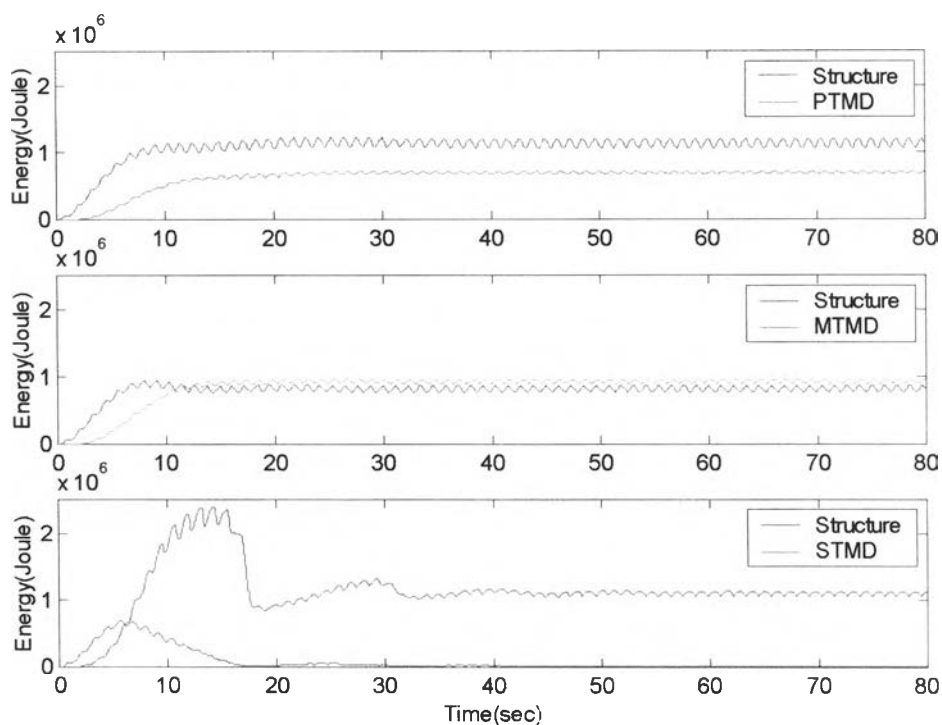 x 10^6
Energy(Joule)
2
1
0
Structure
PTMD
0 10 20 30 40 50 60 70 80
x 10^6
Energy(Joule)
2
1
0
Structure
MTMD
0 10 20 30 40 50 60 70 80
x 10^6
Energy(Joule)
2
1
0
Structure
STMD
0 10 20 30 40 50 60 70 80
Time(sec)